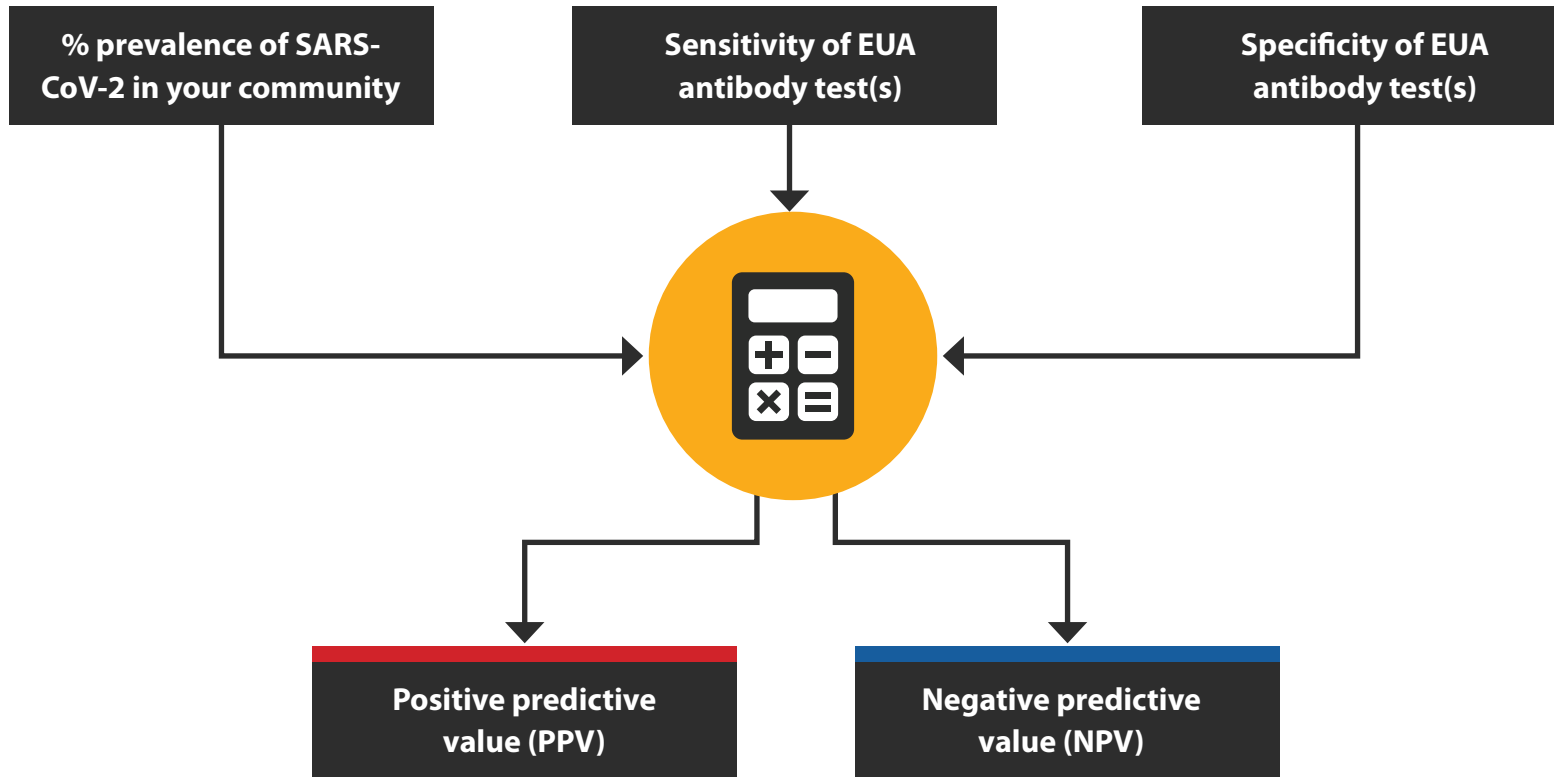 % prevalence of SARS-
CoV-2 in your community
Sensitivity of EUA
antibody test(s)
Specificity of EUA
antibody test(s)
Positive predictive
value (PPV)
Negative predictive
value (NPV)